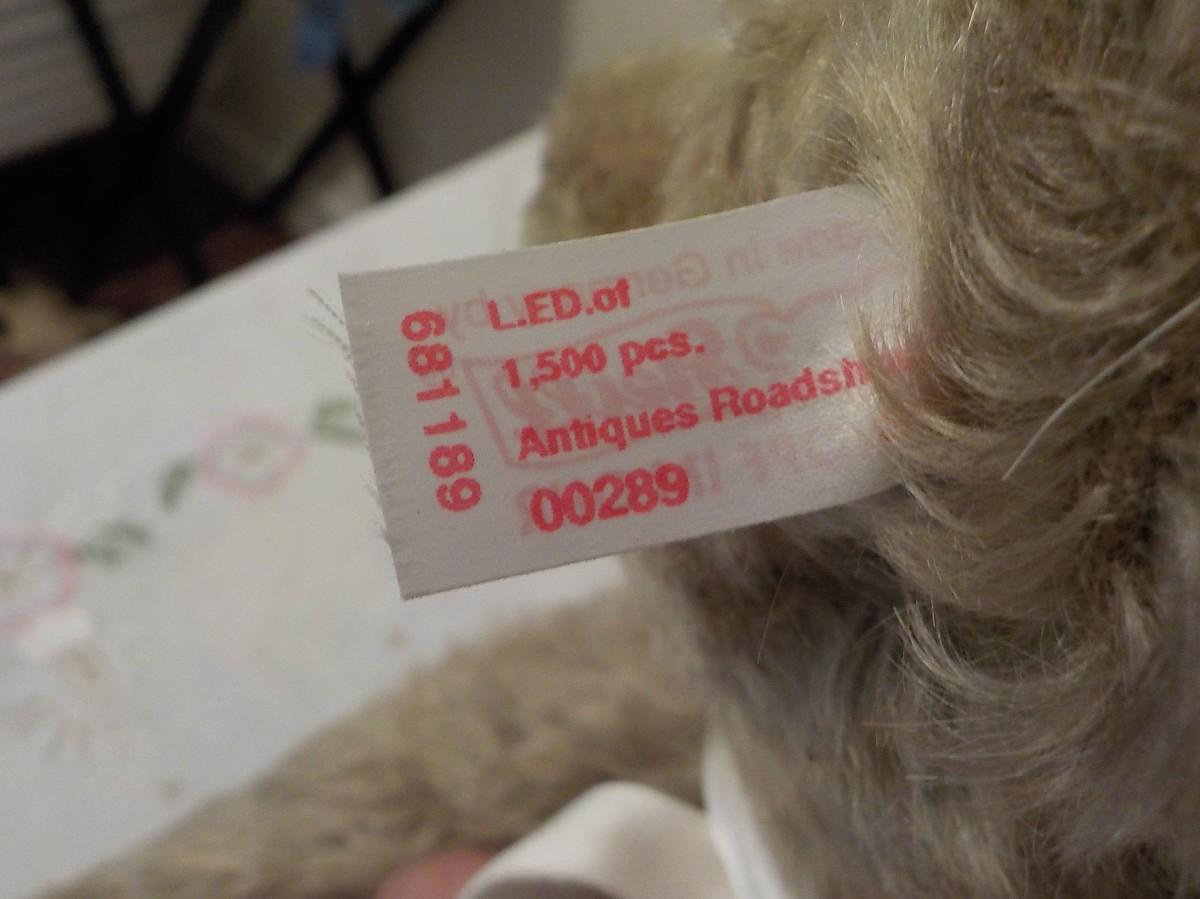 L.ED.of
1,500 pcs.
Antiques Roadsh
00289
681189